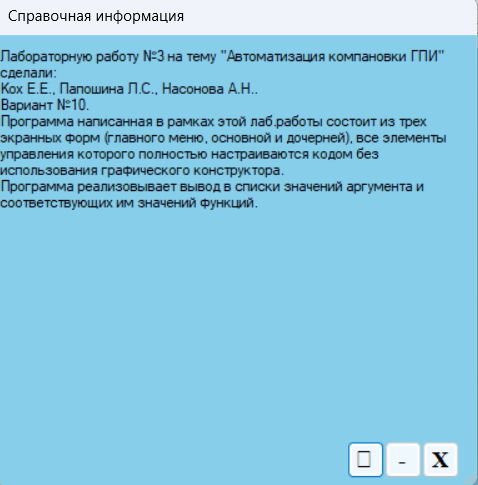 Справочная информация
Лабораторную работу №3 на тему "Автоматизация компановки ГПИ"
сделали:
Кох Е.Е., Папошина Л.С., Насонова А.Н..
Вариант №10.
Программа написанная в рамках этой лаб.работы состоит из трех
экранных форм (главного меню, основной и дочерней), все элементы
управления которого полностью настраиваются кодом без
использования графического конструктора.
Программа реализовывает вывод в списки значений аргумента и
соответствующих им значений функций.
- X